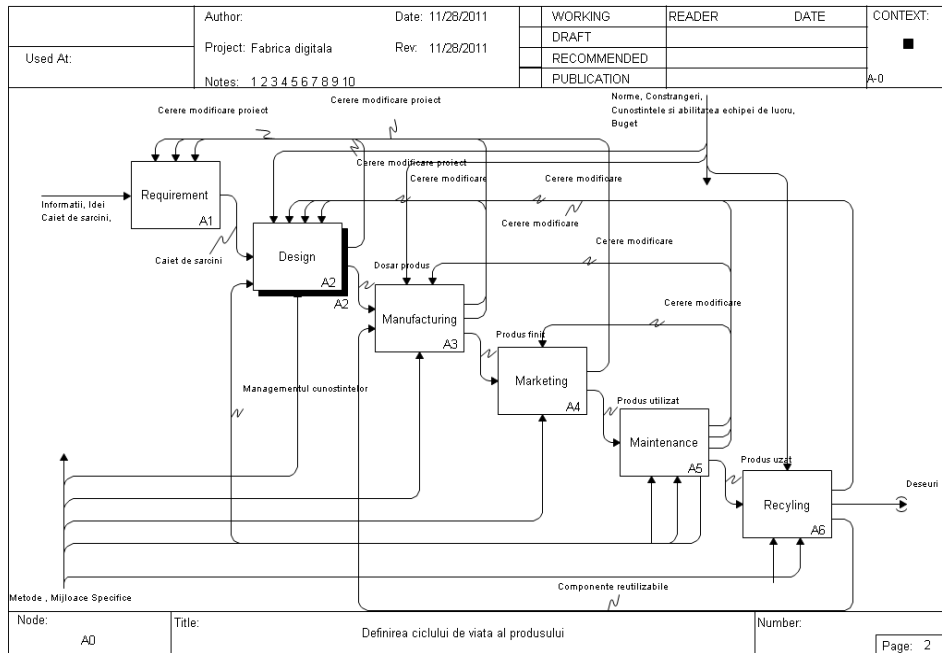 Used At:
Author:
Date: 11/28/2011
Project: Fabrica digitala
Rev: 11/28/2011
Notes: 1 2 3 4 5 6 7 8 9 10
WORKING
DRAFT
RECOMMENDED
PUBLICATION
READER
DATE
CONTEXT:
A-0
Cerere modificare proiect
Cerere modificare proiect
Norme, Constrangeri,
Cunostintele si abilitatea echipei de lucru,
Buget
Cerere modificare proiect
Cerere modificare
Cerere modificare
Requirement
A1
Informatii, Idei
Caiet de sarcini,
Cerere modificare
Caiet de sarcini
Design
A2
A2
Cerere modificare
Dosar produs
Cerere modificare
Manufacturing
A3
Produs finit
Marketing
A4
Managementul cunostintelor
Produs utilizat
Maintenance
A5
Produs uzat
Deseuri
Recyling
A6
Componente reutilizabile
Metode , Mijloace Specifice
Node:
A0
Title:
Definirea ciclului de viata al produsului
Number:
Page: 2